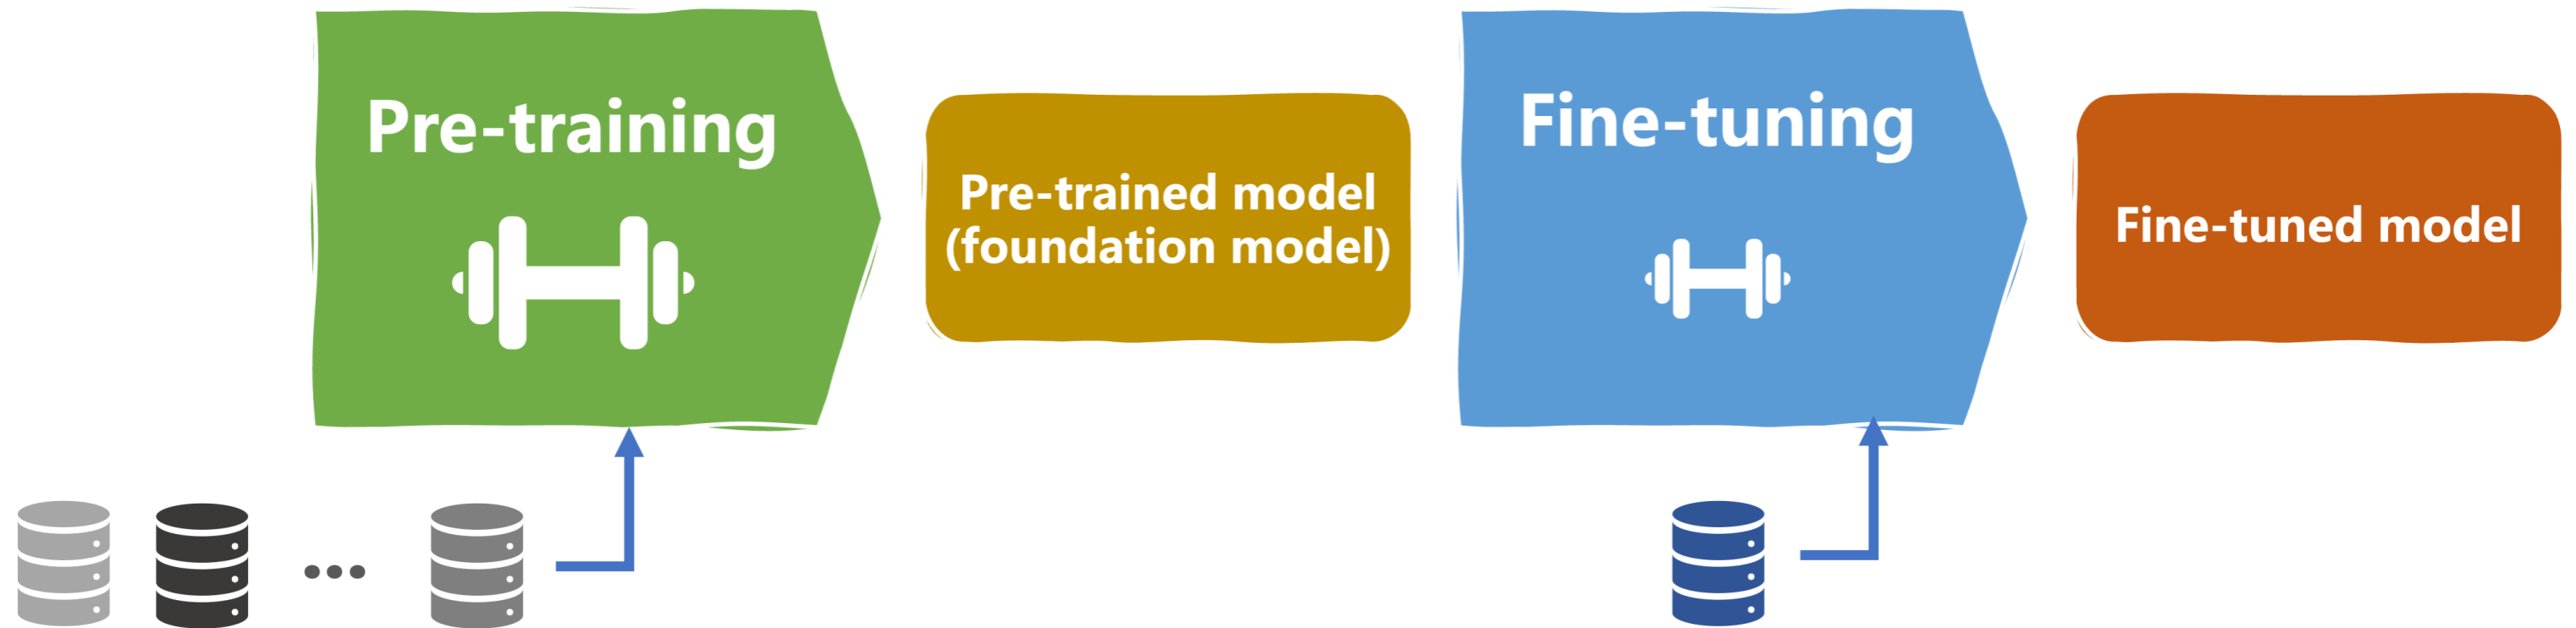 Pre-training
Pre-trained model
(foundation model)
Fine-tuning
Fine-tuned model